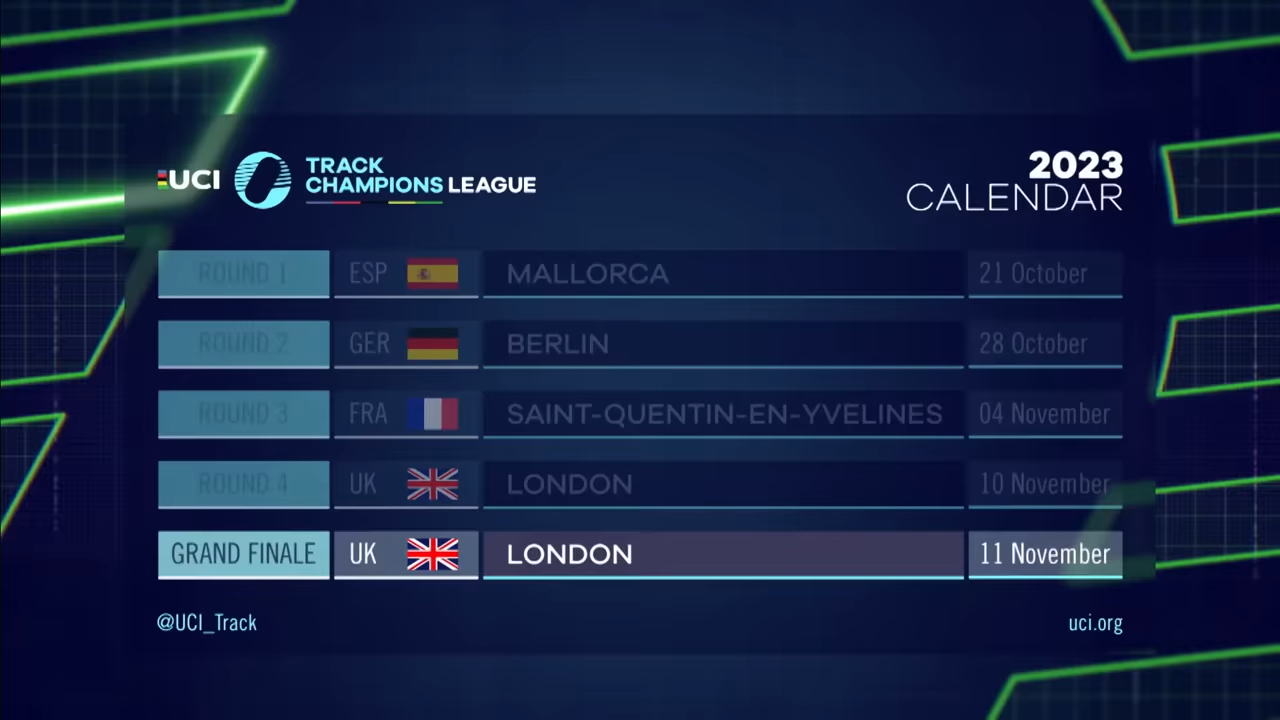 UCI TRACK CHAMPIONS LEAGUE
2023 CALENDAR
ROUND 1 ESP MALLORCA 21 October
ROUND 2 GER BERLIN 28 October
ROUND 3 FRA SAINT-QUENTIN-EN-YVELINES 04 November
ROUND 4 UK LONDON 10 November
GRAND FINALE UK LONDON 11 November
@UCI_Track uci.org